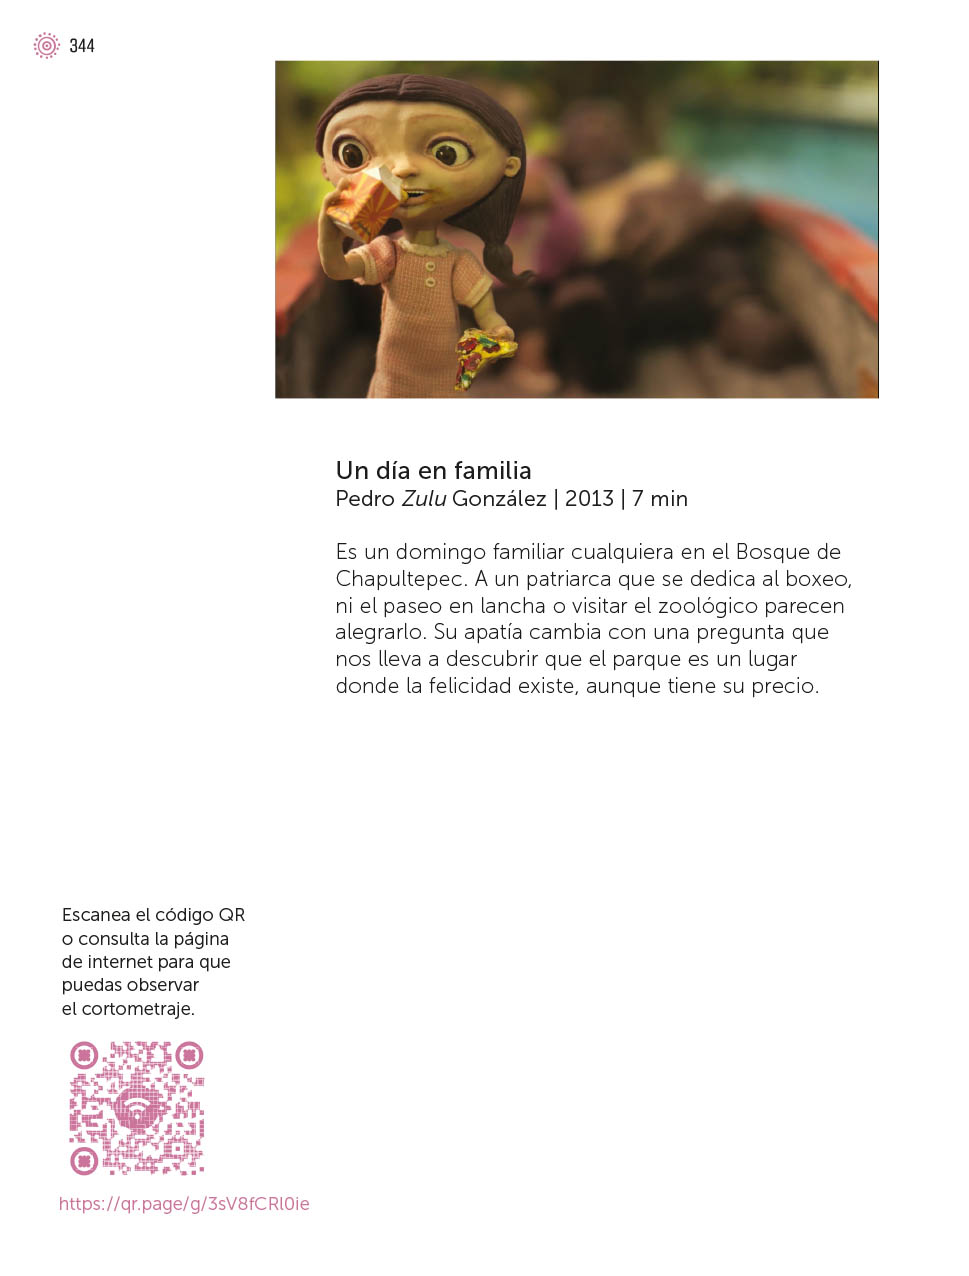 344
Un día en familia
Pedro Zulu González | 2013 | 7 min
Es un domingo familiar cualquiera en el Bosque de
Chapultepec. A un patriarca que se dedica al boxeo,
ni el paseo en lancha o visitar el zoológico parecen
alegrarlo. Su apatía cambia con una pregunta que
nos lleva a descubrir que el parque es un lugar
donde la felicidad existe, aunque tiene su precio.
Escanea el código QR
o consulta la página
de internet para que
puedas observar
el cortometraje.
https://qr.page/g/3sV8fCRl0ie